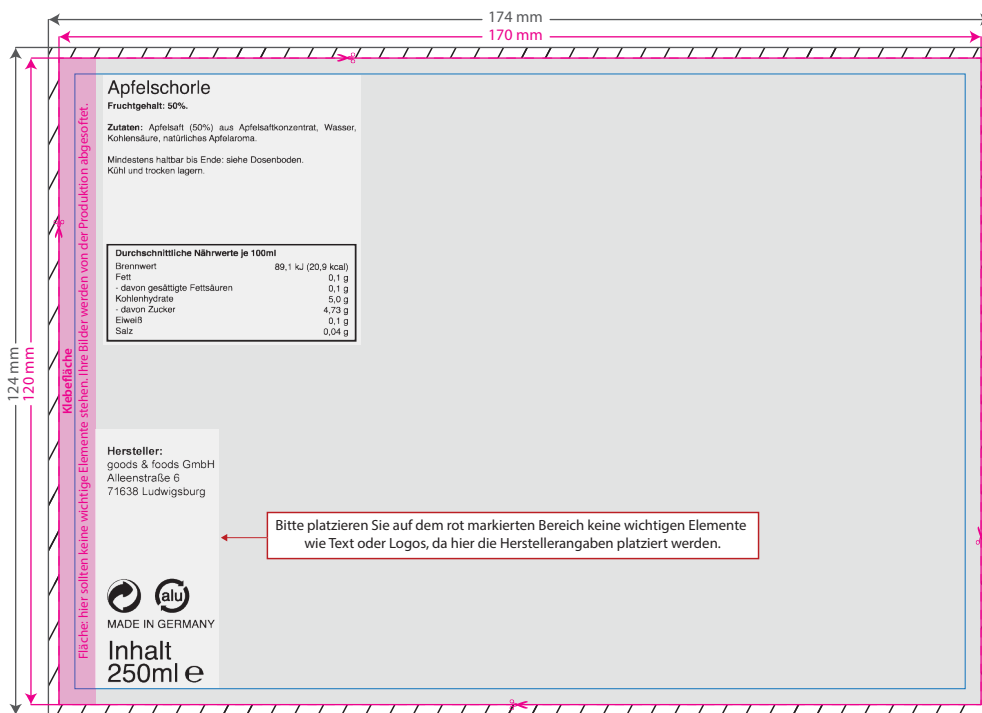 174 mm
170 mm
124 mm
120 mm
Klebefläche
Fläche: hier sollten keine wichtige Elemente stehen. Ihre Bilder werden von der Produktion abgesoftet.
Apfelschorle
Fruchtgehalt: 50%.
Zutaten: Apfelsaft (50%) aus Apfelsaftkonzentrat, Wasser,
Kohlensäure, natürliches Apfelaroma.
Mindestens haltbar bis Ende: siehe Dosenboden.
Kühl und trocken lagern.
Durchschnittliche Nährwerte je 100ml
Brennwert 89,1 kJ (20,9 kcal)
Fett 0,1 g
- davon gesättigte Fettsäuren 0,1 g
Kohlenhydrate 5,0 g
- davon Zucker 4,73 g
Eiweiß 0,1 g
Salz 0,04 g
Hersteller:
goods & foods GmbH
Alleenstraße 6
71638 Ludwigsburg
Bitte platzieren Sie auf dem rot markierten Bereich keine wichtigen Elemente
wie Text oder Logos, da hier die Herstellerangaben platziert werden.
alu
MADE IN GERMANY
Inhalt
250ml ℮